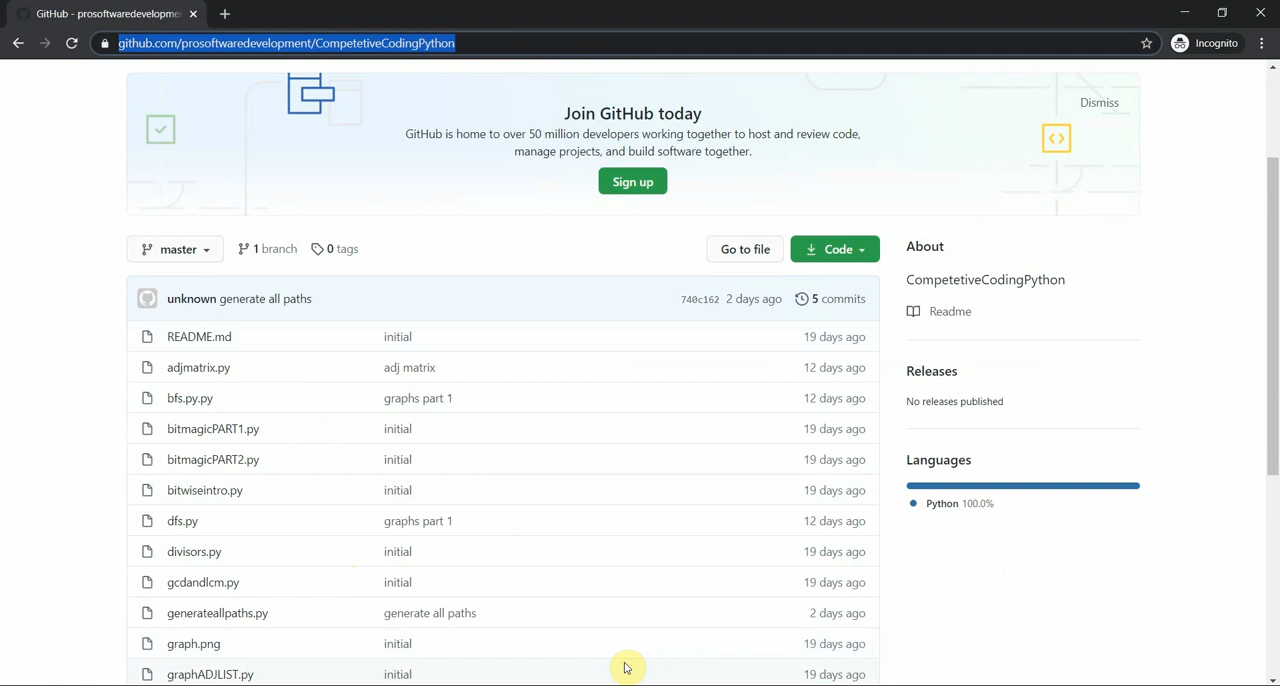 GitHub - prosoftwaredevelopme
github.com/prosoftwaredevelopment/CompetetiveCodingPython
Incognito
Join GitHub today
Dismiss
GitHub is home to over 50 million developers working together to host and review code,
manage projects, and build software together.
Sign up
master 1 branch 0 tags Go to file Code
unknown generate all paths 740c162 2 days ago 5 commits
README.md initial 19 days ago
adjmatrix.py adj matrix 12 days ago
bfs.py.py graphs part 1 12 days ago
bitmagicPART1.py initial 19 days ago
bitmagicPART2.py initial 19 days ago
bitwiseintro.py initial 19 days ago
dfs.py graphs part 1 12 days ago
divisors.py initial 19 days ago
gcdandlcm.py initial 19 days ago
generateallpaths.py generate all paths 2 days ago
graph.png initial 19 days ago
graphADJLIST.py initial 19 days ago
About
CompetetiveCodingPython
Readme
Releases
No releases published
Languages
Python 100.0%